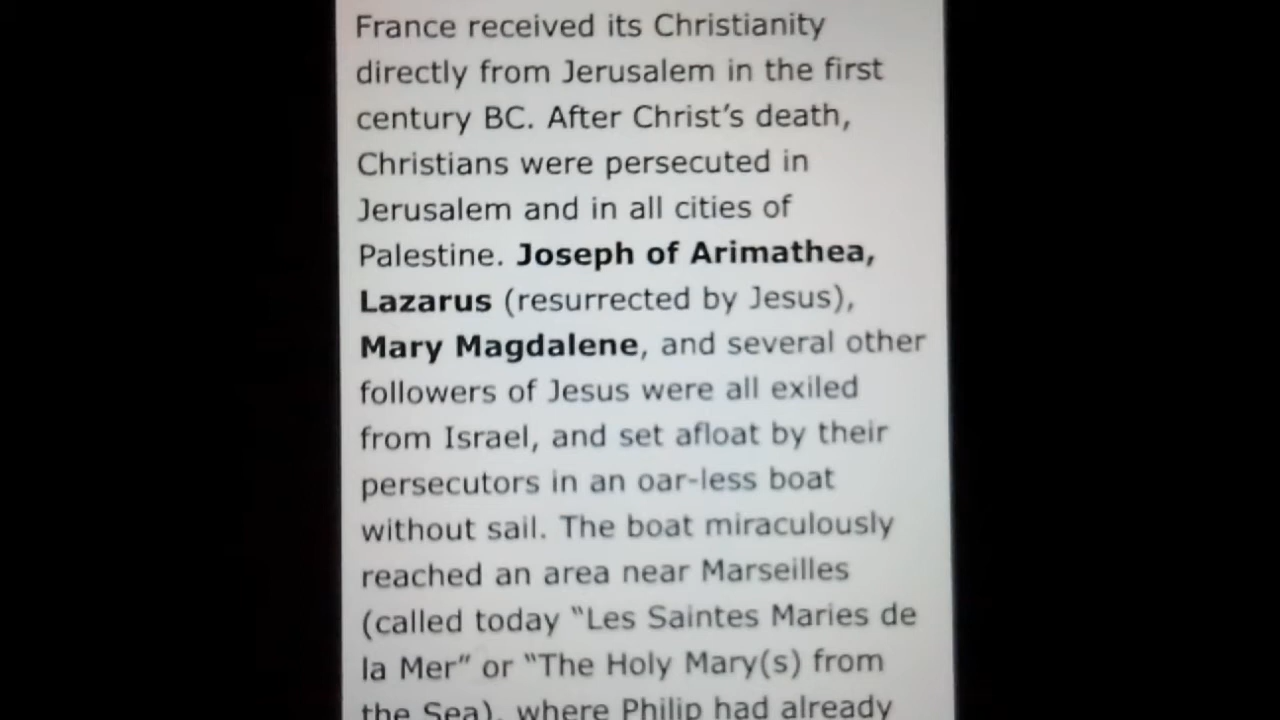 France received its Christianity
directly from Jerusalem in the first
century BC. After Christ’s death,
Christians were persecuted in
Jerusalem and in all cities of
Palestine. Joseph of Arimathea,
Lazarus (resurrected by Jesus),
Mary Magdalene, and several other
followers of Jesus were all exiled
from Israel, and set afloat by their
persecutors in an oar-less boat
without sail. The boat miraculously
reached an area near Marseilles
(called today “Les Saintes Maries de
la Mer” or “The Holy Mary(s) from
the Sea), where Philip had already